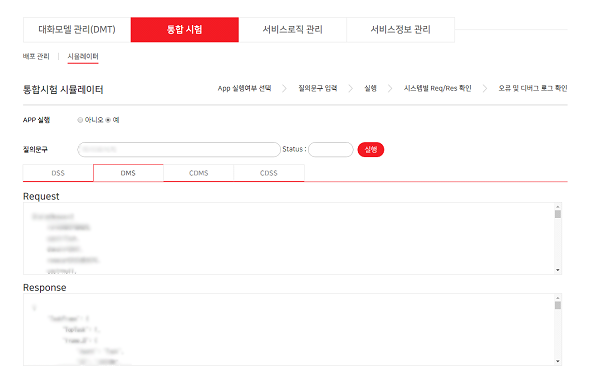 대화모델 관리(DMT) 통합 시험 서비스로직 관리 서비스정보 관리
배포 관리 시뮬레이터
통합시험 시뮬레이터 App 실행여부 선택 질의문구 입력 실행 시스템별 Req/Res 확인 오류 및 디버그 로그 확인
APP 실행 아니오 예
질의문구 Status : 실행
DSS DMS CDMS CDSS
Request
Response